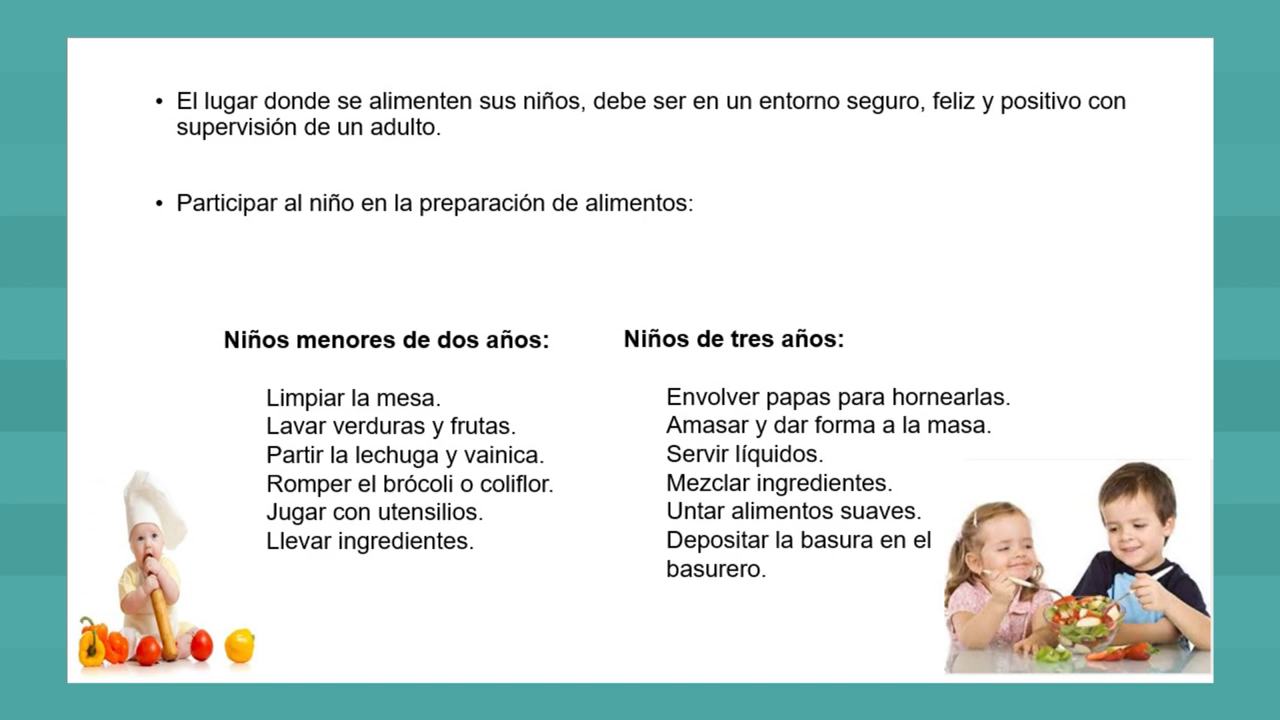 • El lugar donde se alimenten sus niños, debe ser en un entorno seguro, feliz y positivo con
supervisión de un adulto.
• Participar al niño en la preparación de alimentos:
Niños menores de dos años:
Limpiar la mesa.
Lavar verduras y frutas.
Partir la lechuga y vainica.
Romper el brócoli o coliflor.
Jugar con utensilios.
Llevar ingredientes.
Niños de tres años:
Envolver papas para hornearlas.
Amasar y dar forma a la masa.
Servir líquidos.
Mezclar ingredientes.
Untar alimentos suaves.
Depositar la basura en el
basurero.